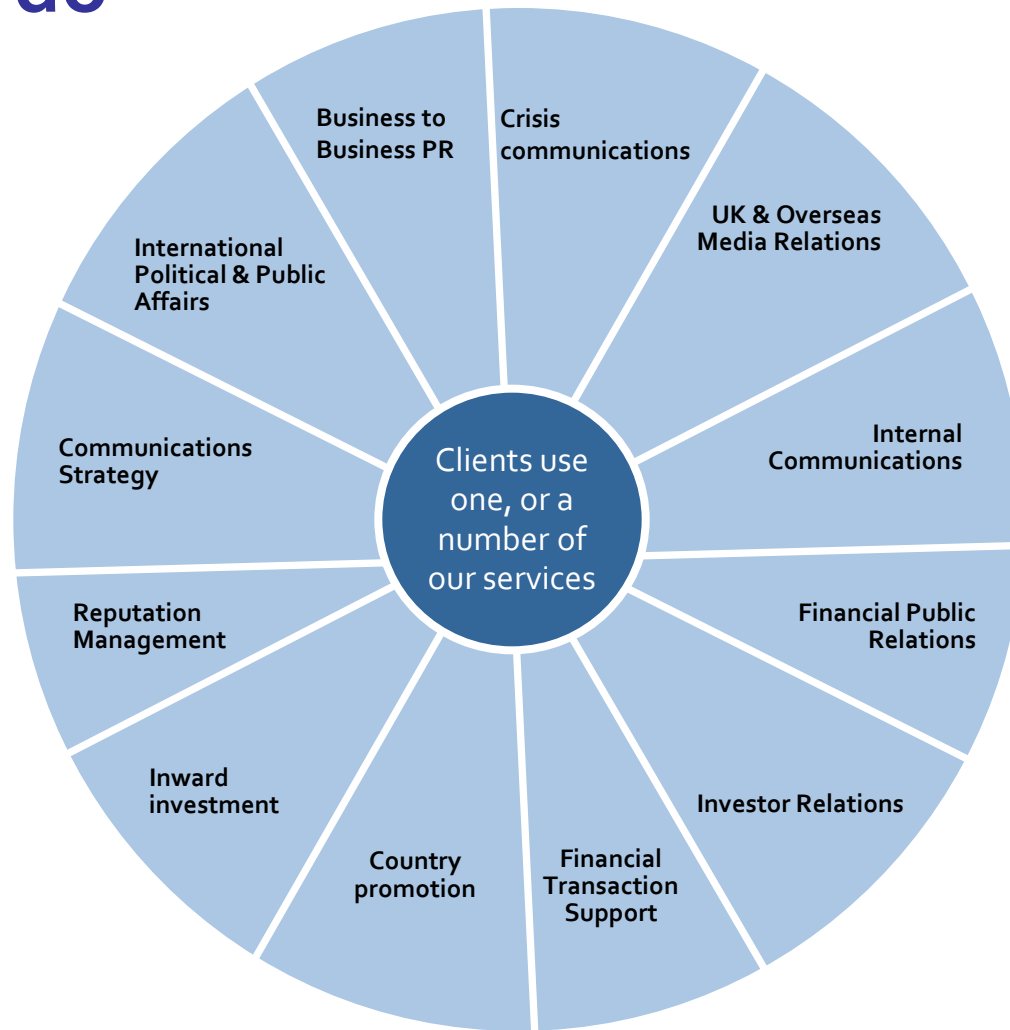 do
Business to
Business PR
Crisis
communications
UK & Overseas
Media Relations
Internal
Communications
Financial Public
Relations
Investor Relations
Financial
Transaction
Support
Country
promotion
Inward
investment
Reputation
Management
Communications
Strategy
International
Political & Public
Affairs
Clients use
one, or a
number of
our services